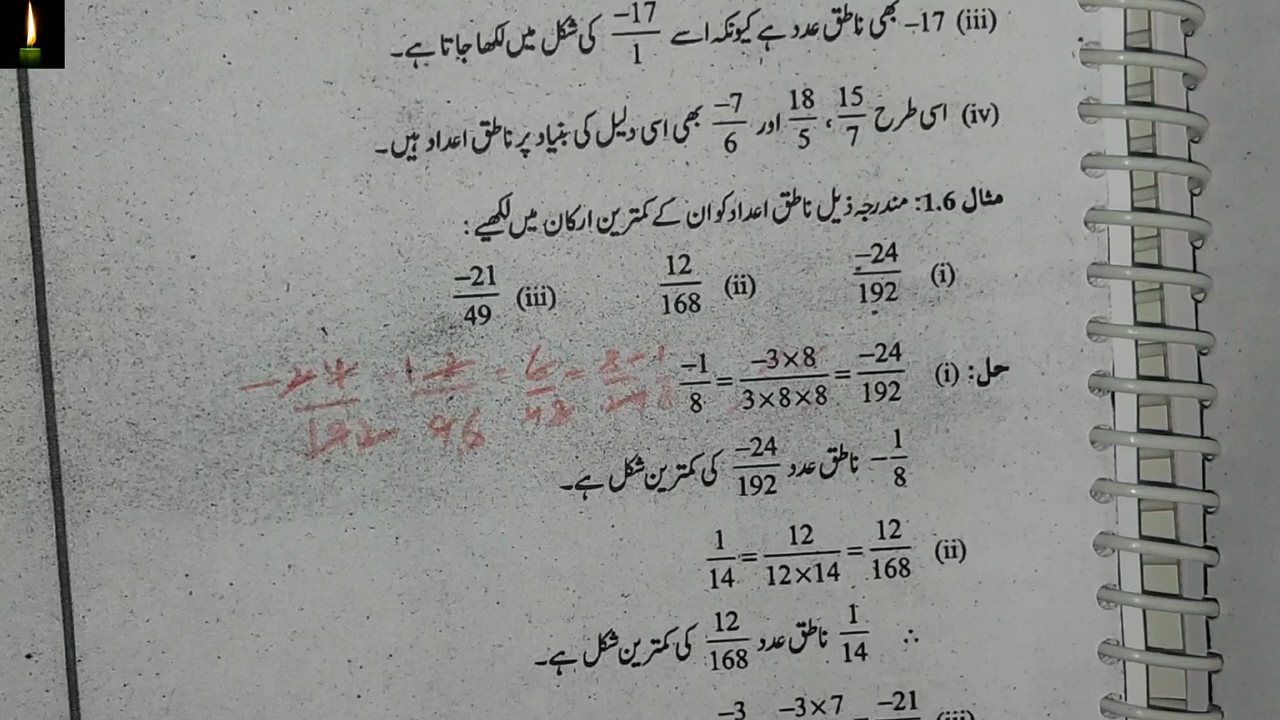 (iii) −17 بھی ناطق عدد ہے کیونکہ اسے −17/1 کی شکل میں لکھا جاتا ہے۔
(iv) اسی طرح 15/7، 18/5 اور −7/6 بھی اسی دلیل کی بنیاد پر ناطق اعداد ہیں۔
مثال 1.6: مندرجہ ذیل ناطق اعداد کو ان کے کمترین ارکان میں لکھیے :
(i) −24/192 (ii) 12/168 (iii) −21/49
حل: (i) −24/192 = −3×8/3×8×8 = −1/8
−1/8 ناطق عدد −24/192 کی کمترین شکل ہے۔
(ii) 12/168 = 12/12×14 = 1/14
∴ 1/14 ناطق عدد 12/168 کی کمترین شکل ہے۔
(iii) −21 −3×7 −3